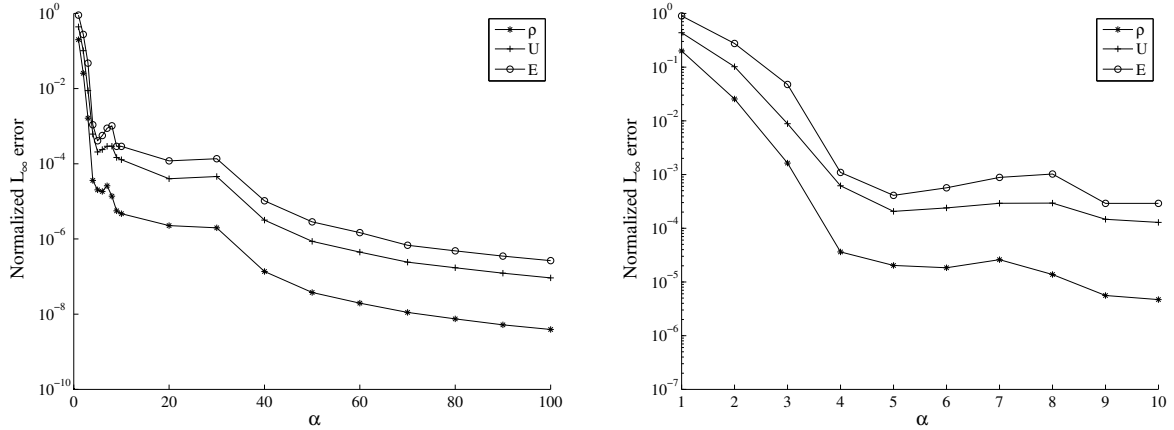 10^0
10^−2
10^−4
10^−6
10^−8
10^−10
Normalized L∞ error
0 20 40 60 80 100
α
ρ
U
E
10^0
10^−1
10^−2
10^−3
10^−4
10^−5
10^−6
10^−7
Normalized L∞ error
1 2 3 4 5 6 7 8 9 10
α
ρ
U
E